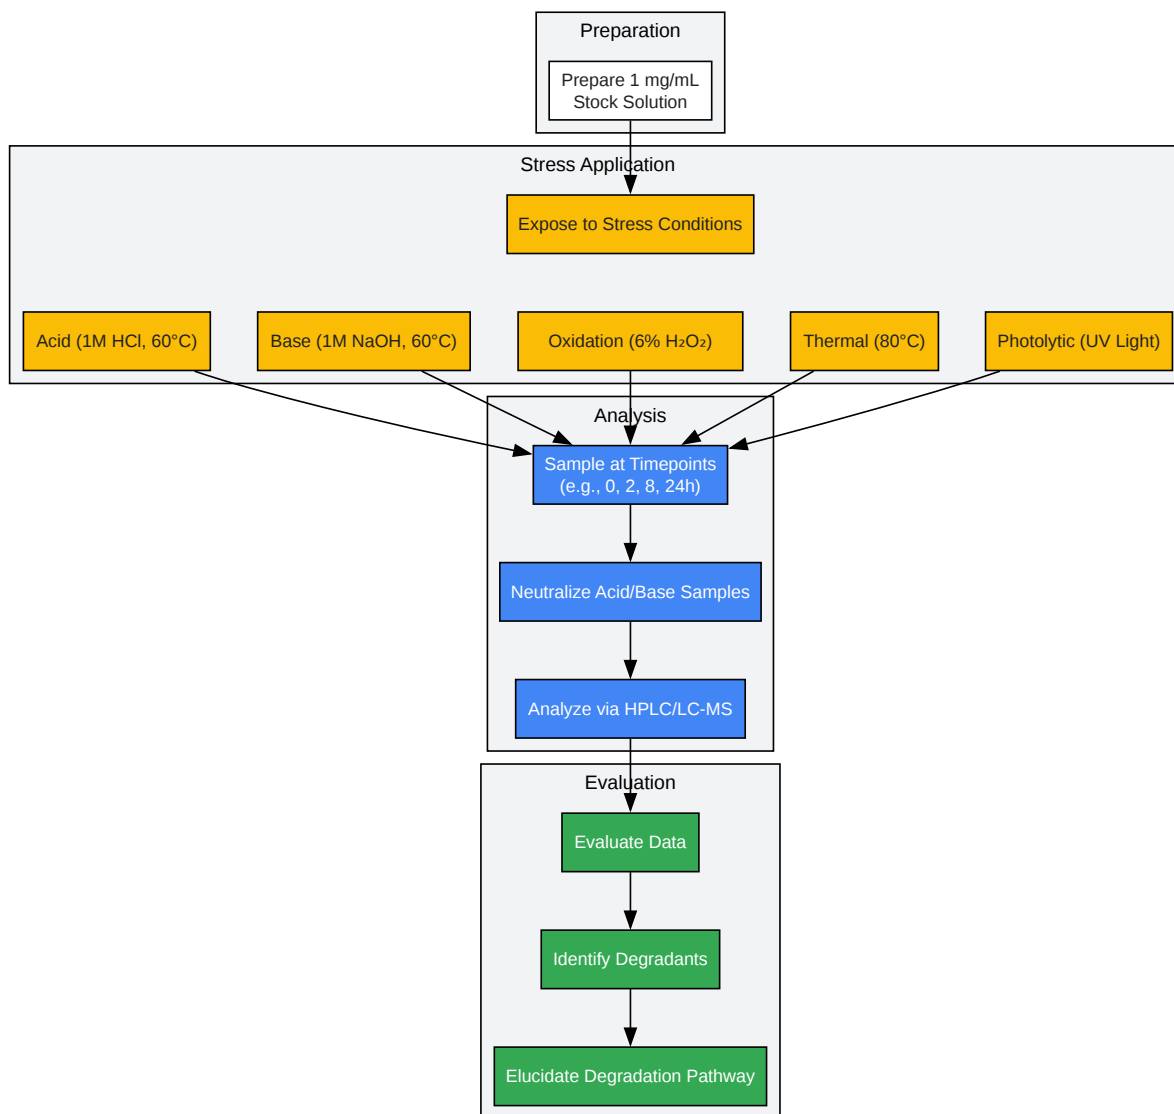 Preparation
Prepare 1 mg/mL
Stock Solution
Stress Application
Expose to Stress Conditions
Acid (1M HCl, 60°C)
Base (1M NaOH, 60°C)
Oxidation (6% H₂O₂)
Thermal (80°C)
Photolytic (UV Light)
Analysis
Sample at Timepoints
(e.g., 0, 2, 8, 24h)
Neutralize Acid/Base Samples
Analyze via HPLC/LC-MS
Evaluation
Evaluate Data
Identify Degradants
Elucidate Degradation Pathway